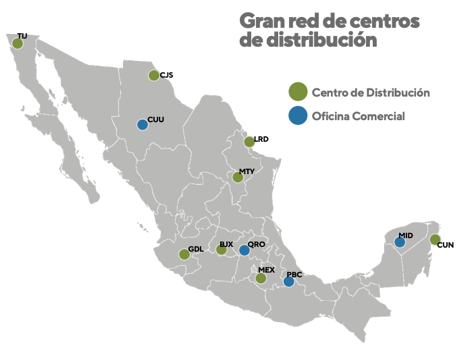 Gran red de centros
de distribución
Centro de Distribución
Oficina Comercial
TIJ
CJS
CUU
LRD
MTY
GDL
BJX
QRO
MEX
PBC
MID
CUN